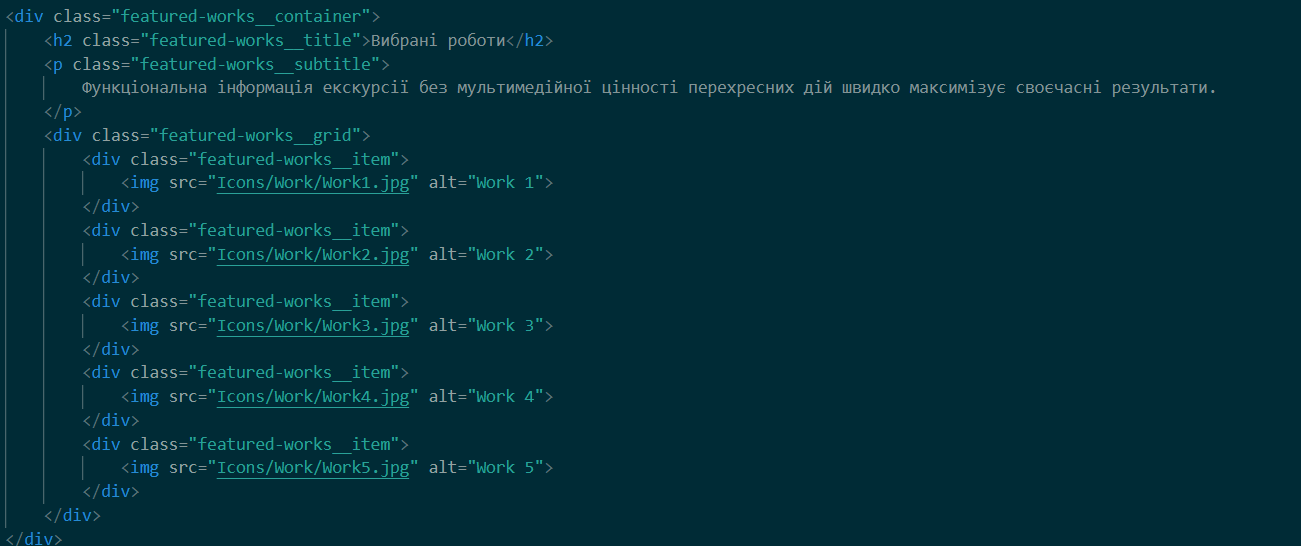 <div class="featured-works__container">
<h2 class="featured-works__title">Вибрані роботи</h2>
<p class="featured-works__subtitle">
Функціональна інформація екскурсії без мультимедійної цінності перехресних дій швидко максимізує своєчасні результати.
</p>
<div class="featured-works__grid">
<div class="featured-works__item">
<img src="Icons/Work/Work1.jpg" alt="Work 1">
</div>
<div class="featured-works__item">
<img src="Icons/Work/Work2.jpg" alt="Work 2">
</div>
<div class="featured-works__item">
<img src="Icons/Work/Work3.jpg" alt="Work 3">
</div>
<div class="featured-works__item">
<img src="Icons/Work/Work4.jpg" alt="Work 4">
</div>
<div class="featured-works__item">
<img src="Icons/Work/Work5.jpg" alt="Work 5">
</div>
</div>
</div>